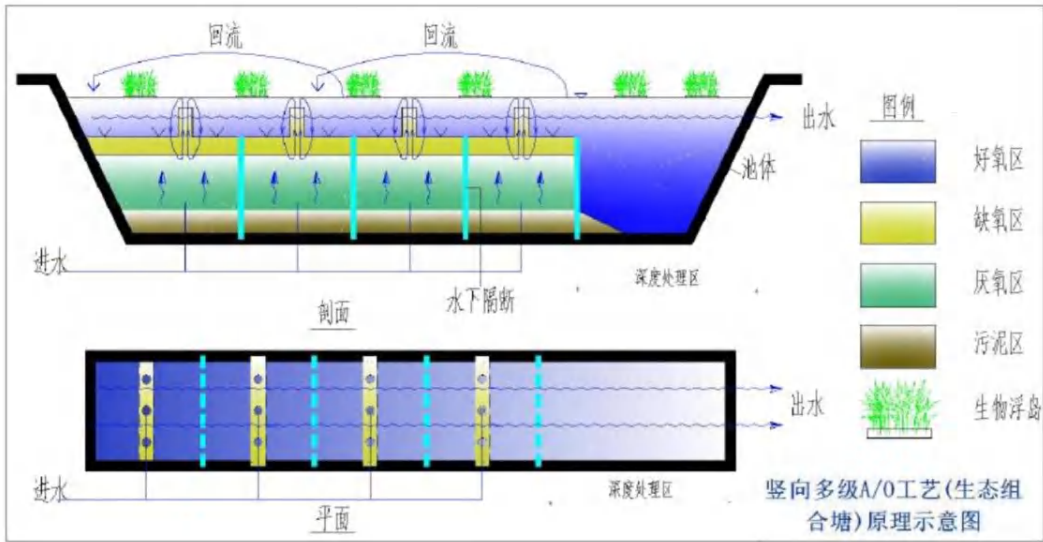 回流
回流
出水
池体
进水
水下隔断
深度处理区
剖面
出水
进水
深度处理区
平面
图例
好氧区
缺氧区
厌氧区
污泥区
生物浮岛
竖向多级A/O工艺(生态组
合塘)原理示意图